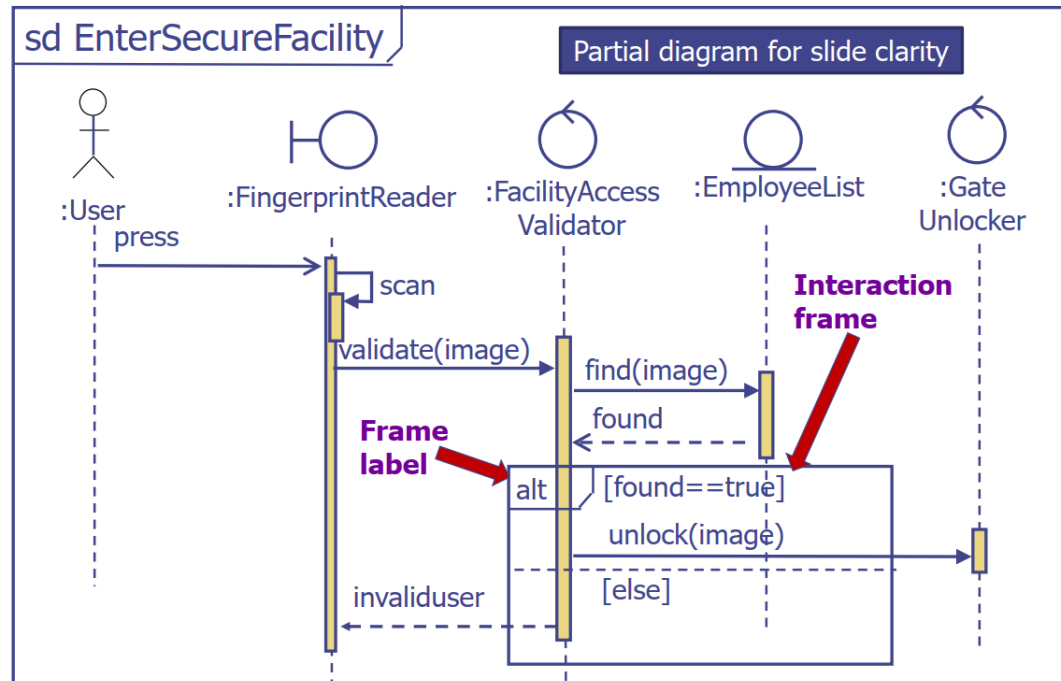 sd EnterSecureFacility
Partial diagram for slide clarity
:User
:FingerprintReader
:FacilityAccess
Validator
:EmployeeList
:Gate
Unlocker
press
scan
Interaction
frame
validate(image)
find(image)
found
Frame
label
alt
[found==true]
unlock(image)
[else]
invaliduser